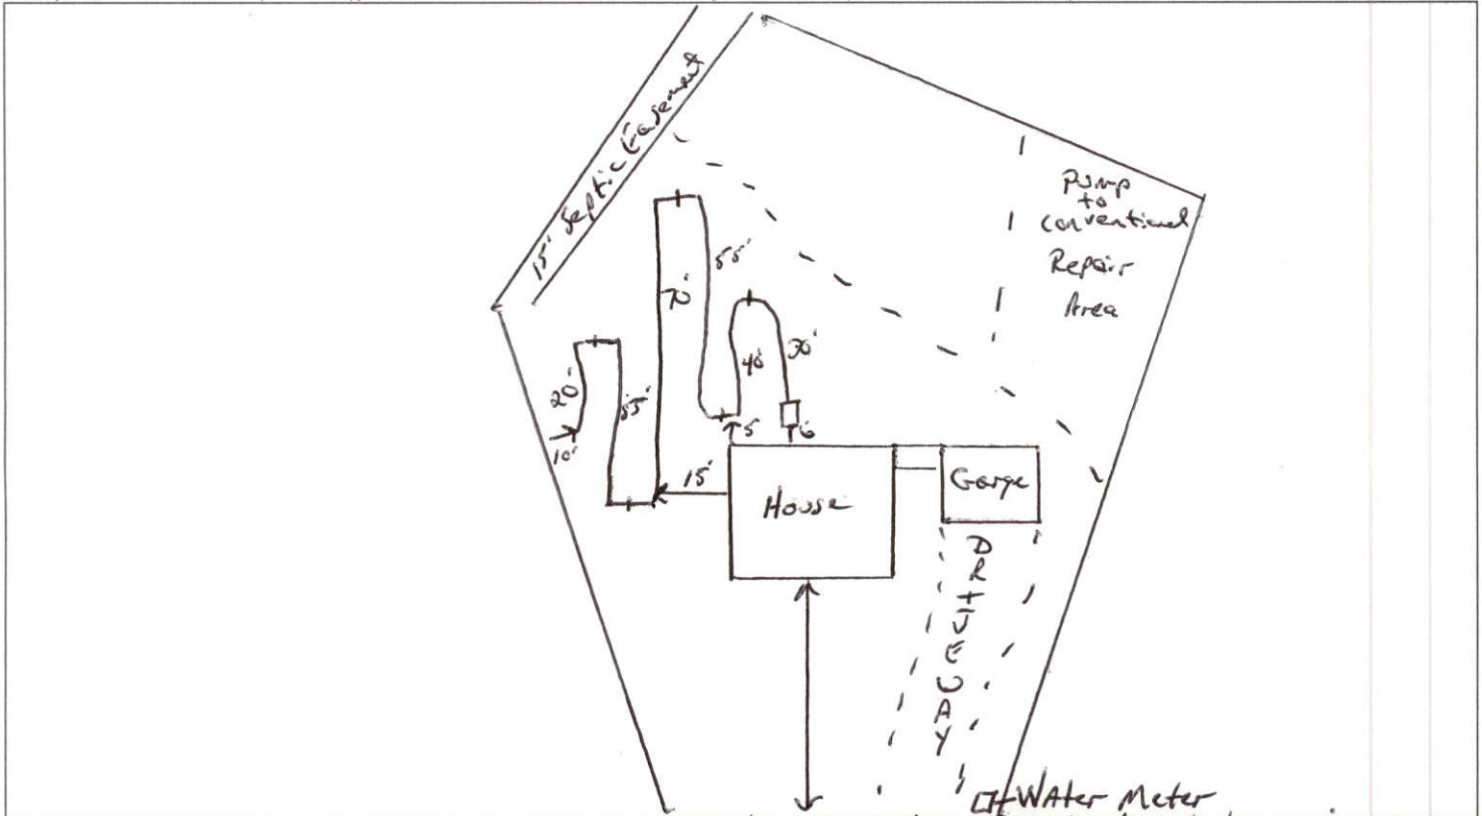 15' Septic Easement
Pump
to
Conventional
Repair
Area
55'
70'
40'
30'
20'
55'
10'
5
6
15'
House
Garge
DRIVEWAY
Water Meter